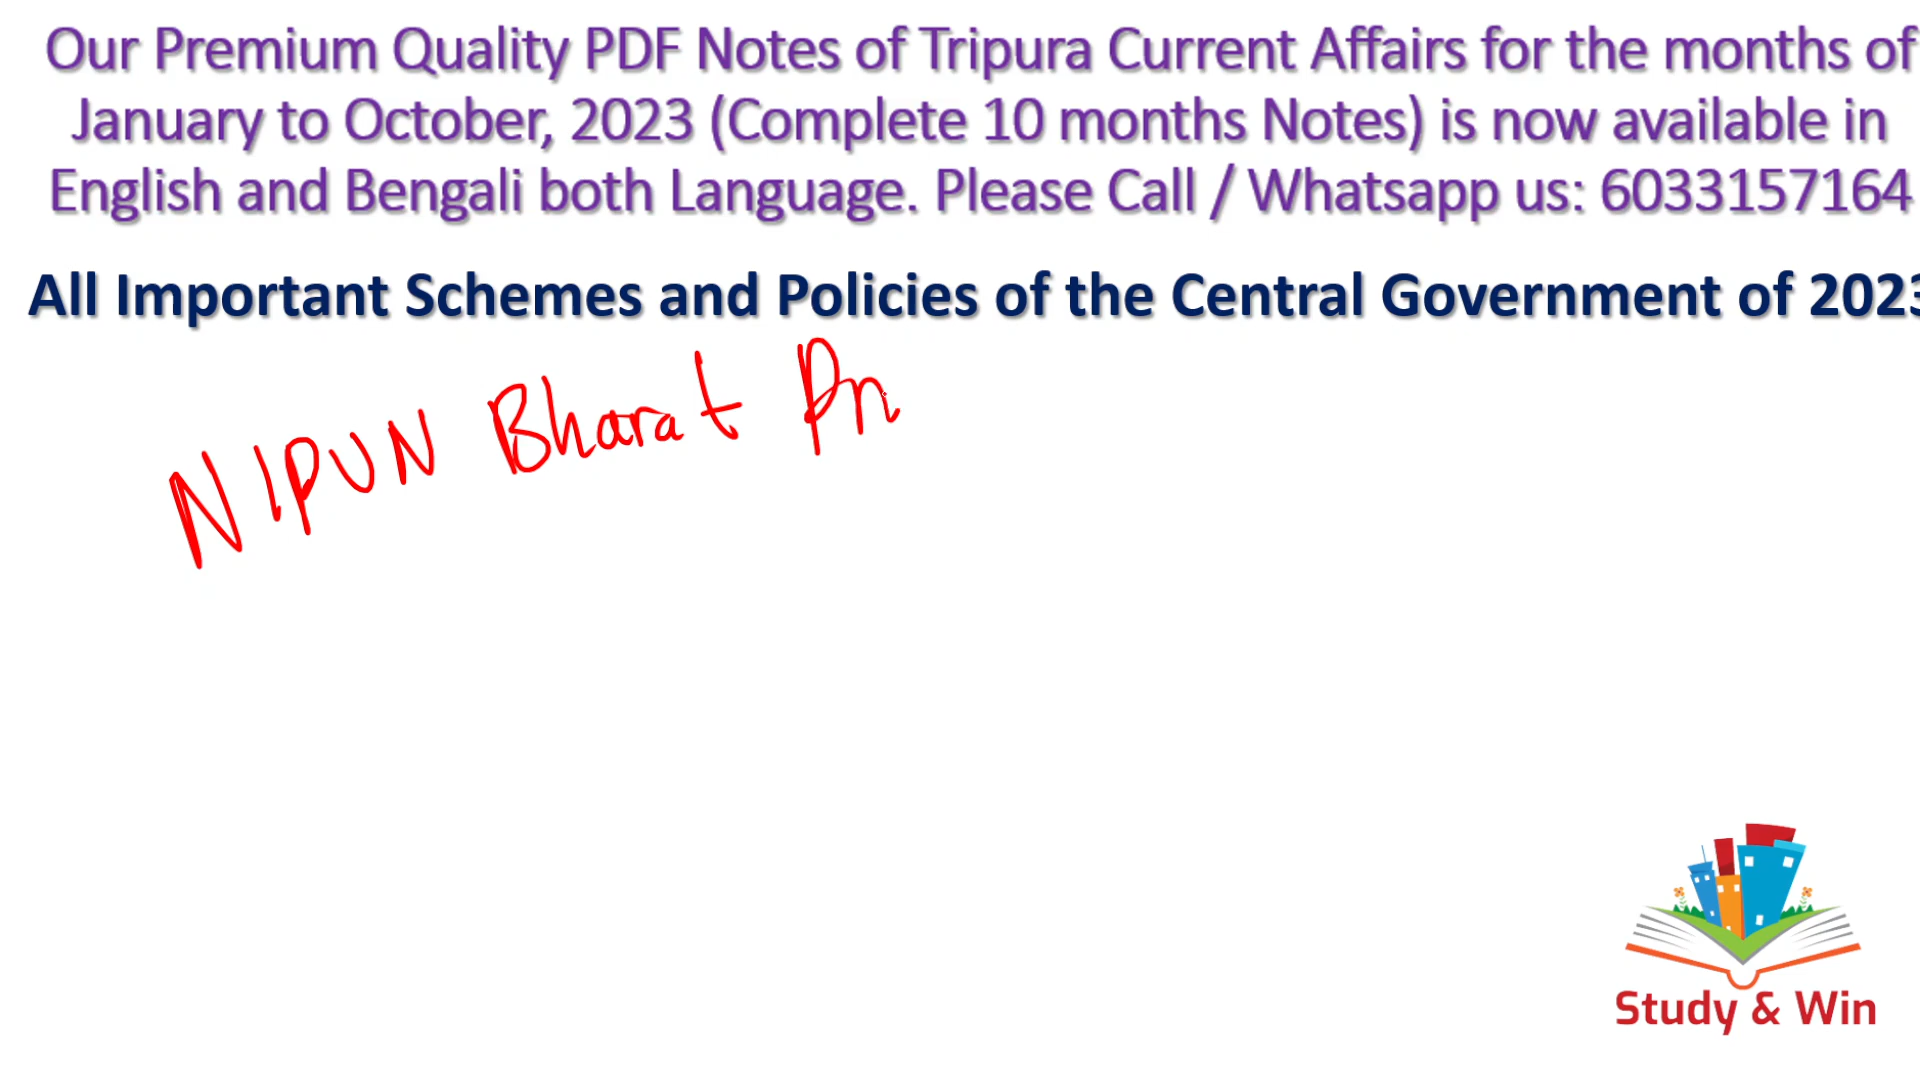 Our Premium Quality PDF Notes of Tripura Current Affairs for the months of
January to October, 2023 (Complete 10 months Notes) is now available in
English and Bengali both Language. Please Call / Whatsapp us: 6033157164
All Important Schemes and Policies of the Central Government of 2023
NIPUN Bharat
Study & Win